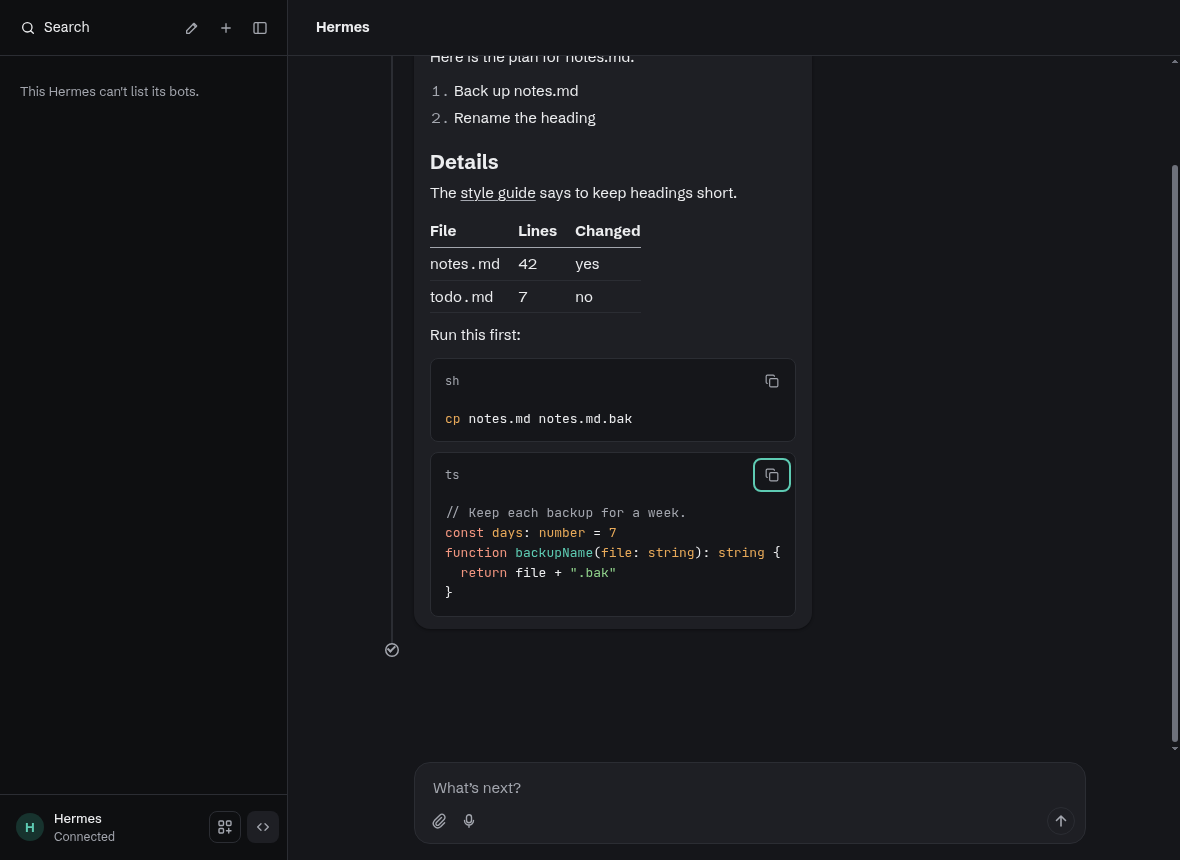 Search
Hermes
This Hermes can't list its bots.
Here is the plan for notes.md.
1. Back up notes.md
2. Rename the heading
Details
The style guide says to keep headings short.
File Lines Changed
notes.md 42 yes
todo.md 7 no
Run this first:
sh
cp notes.md notes.md.bak
ts
// Keep each backup for a week.
const days: number = 7
function backupName(file: string): string {
  return file + ".bak"
}
What's next?
H
Hermes
Connected